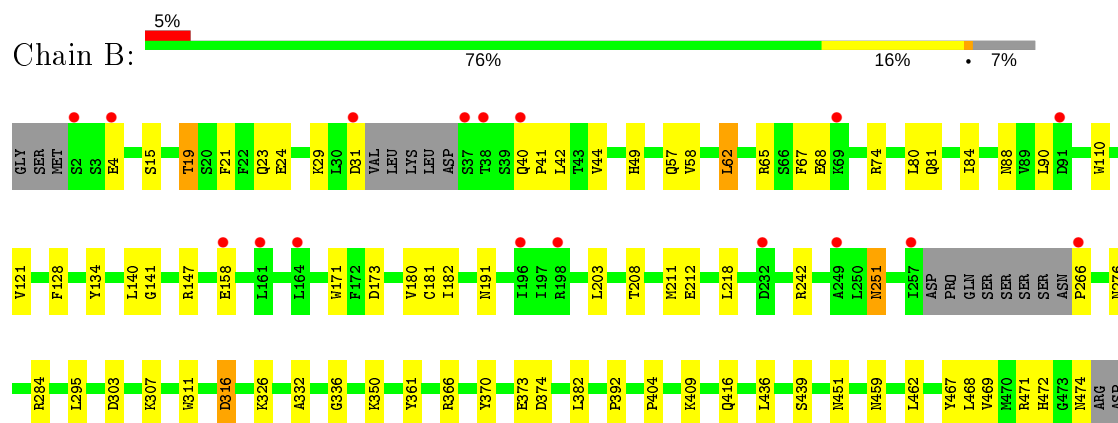 5%
Chain B:
76% 16% • 7%
GLY SER MET S2 S3 E4 S15 T19 S20 F21 F22 Q23 E24 K29 L30 D31 VAL LEU LYS LEU ASP S37 T38 S39 Q40 P41 L42 T43 V44 H49 Q57 V58 L62 R65 S66 F67 E68 K69 R74 L80 Q81 I84 N88 V89 L90 D91 W110
V121 F128 Y134 L140 G141 R147 E158 L161 L164 W171 F172 D173 V180 C181 I182 N191 I196 I197 R198 L203 T208 M211 E212 L218 D232 R242 A249 L250 N251 I257 ASP PRO GLN SER SER SER SER ASN P266 N276
R284 L295 D303 K307 W311 D316 K326 A332 G336 K350 Y361 R366 Y370 E373 D374 L382 P392 P404 K409 Q416 L436 S439 N451 N459 L462 Y467 L468 V469 M470 R471 H472 G473 N474 ARG ASP